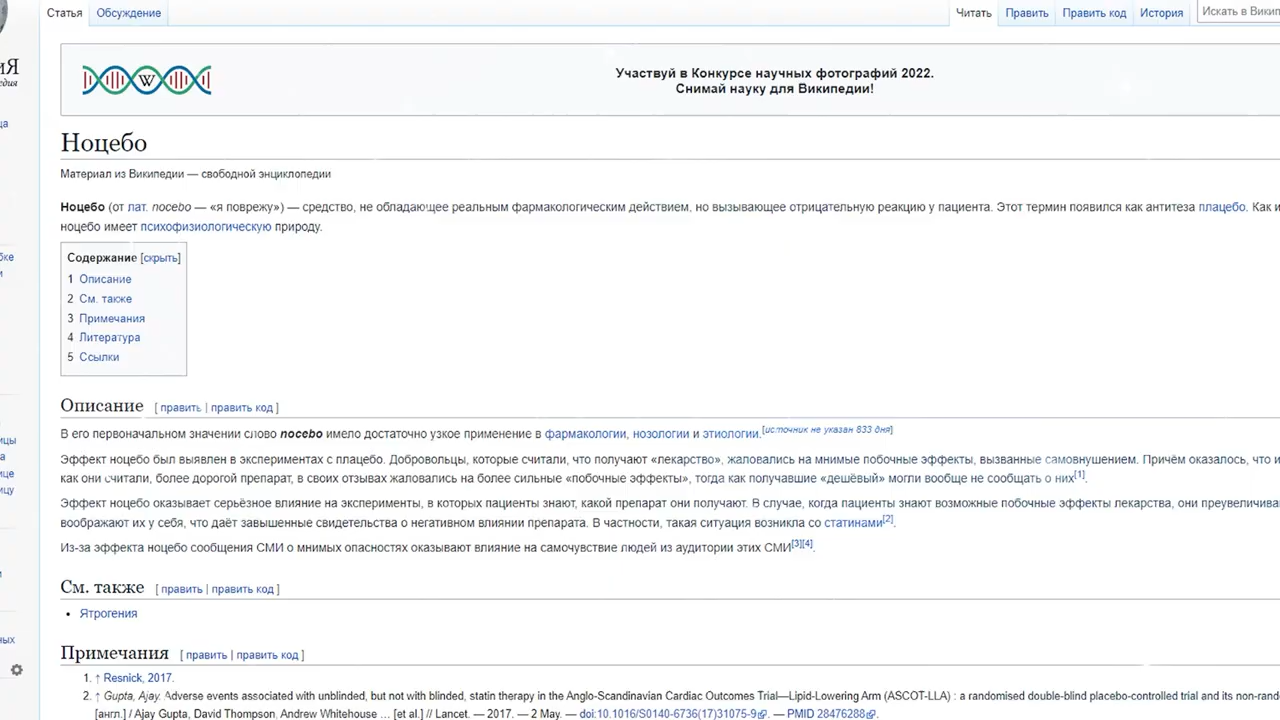 Статья Обсуждение Читать Править Править код История Искать в Викип
ия
едия
Участвуй в Конкурсе научных фотографий 2022.
W
Снимай науку для Википедии!
ца
Ноцебо
Материал из Википедии — свободной энциклопедии
Ноцебо (от лат. nocebo — «я поврежу») — средство, не обладающее реальным фармакологическим действием, но вызывающее отрицательную реакцию у пациента. Этот термин появился как антитеза плацебо. Как и
ноцебо имеет психофизиологическую природу.
Содержание [скрыть]
1 Описание
2 См. также
3 Примечания
4 Литература
5 Ссылки
Описание [ править | править код ]
В его первоначальном значении слово nocebo имело достаточно узкое применение в фармакологии, нозологии и этиологии.[источник не указан 833 дня]
Эффект ноцебо был выявлен в экспериментах с плацебо. Добровольцы, которые считали, что получают «лекарство», жаловались на мнимые побочные эффекты, вызванные самовнушением. Причём оказалось, что и
как они считали, более дорогой препарат, в своих отзывах жаловались на более сильные «побочные эффекты», тогда как получавшие «дешёвый» могли вообще не сообщать о них[1].
Эффект ноцебо оказывает серьёзное влияние на эксперименты, в которых пациенты знают, какой препарат они получают. В случае, когда пациенты знают возможные побочные эффекты лекарства, они преувеличива
воображают их у себя, что даёт завышенные свидетельства о негативном влиянии препарата. В частности, такая ситуация возникла со статинами[2].
Из-за эффекта ноцебо сообщения СМИ о мнимых опасностях оказывают влияние на самочувствие людей из аудитории этих СМИ[3][4].
См. также [ править | править код ]
• Ятрогения
Примечания [ править | править код ]
1. ↑ Resnick, 2017.
2. ↑ Gupta, Ajay. Adverse events associated with unblinded, but not with blinded, statin therapy in the Anglo-Scandinavian Cardiac Outcomes Trial—Lipid-Lowering Arm (ASCOT-LLA) : a randomised double-blind placebo-controlled trial and its non-rand
[англ.] / Ajay Gupta, David Thompson, Andrew Whitehouse ... [et al.] // Lancet. — 2017. — 2 May. — doi:10.1016/S0140-6736(17)31075-9. — PMID 28476288.